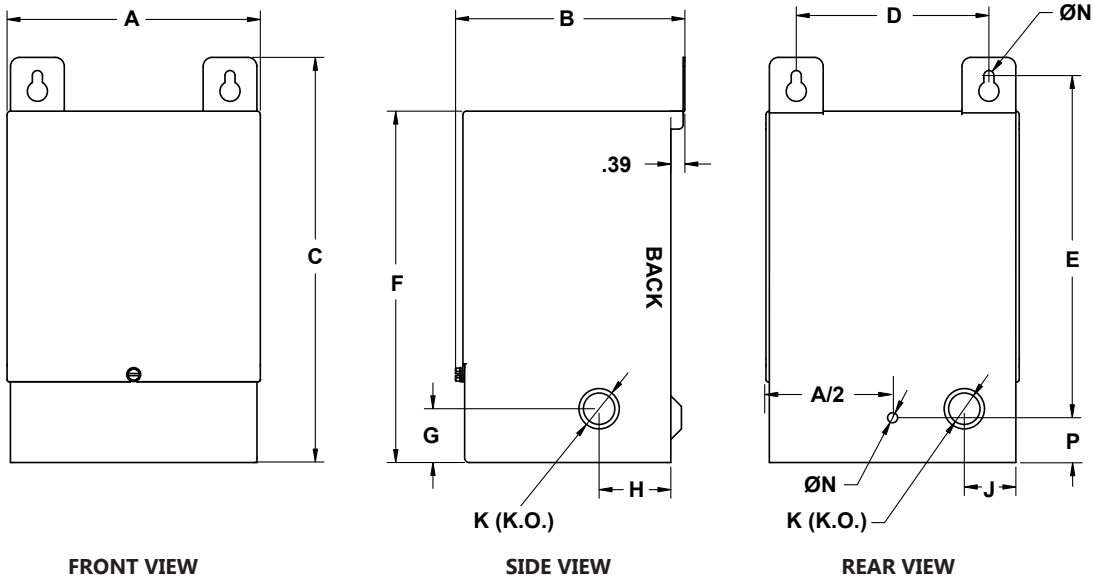 A
C
FRONT VIEW
B
.39
BACK
F
G
H
K (K.O.)
SIDE VIEW
D
ØN
E
A/2
P
ØN
J
K (K.O.)
REAR VIEW